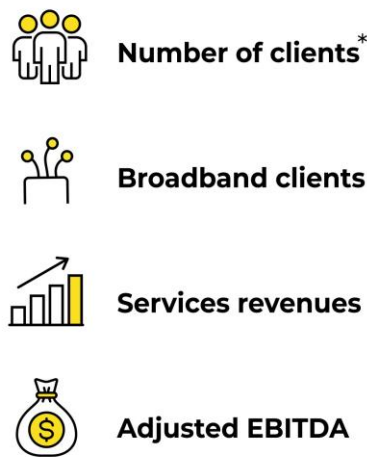 Number of clients*
Broadband clients
Services revenues
$
Adjusted EBITDA